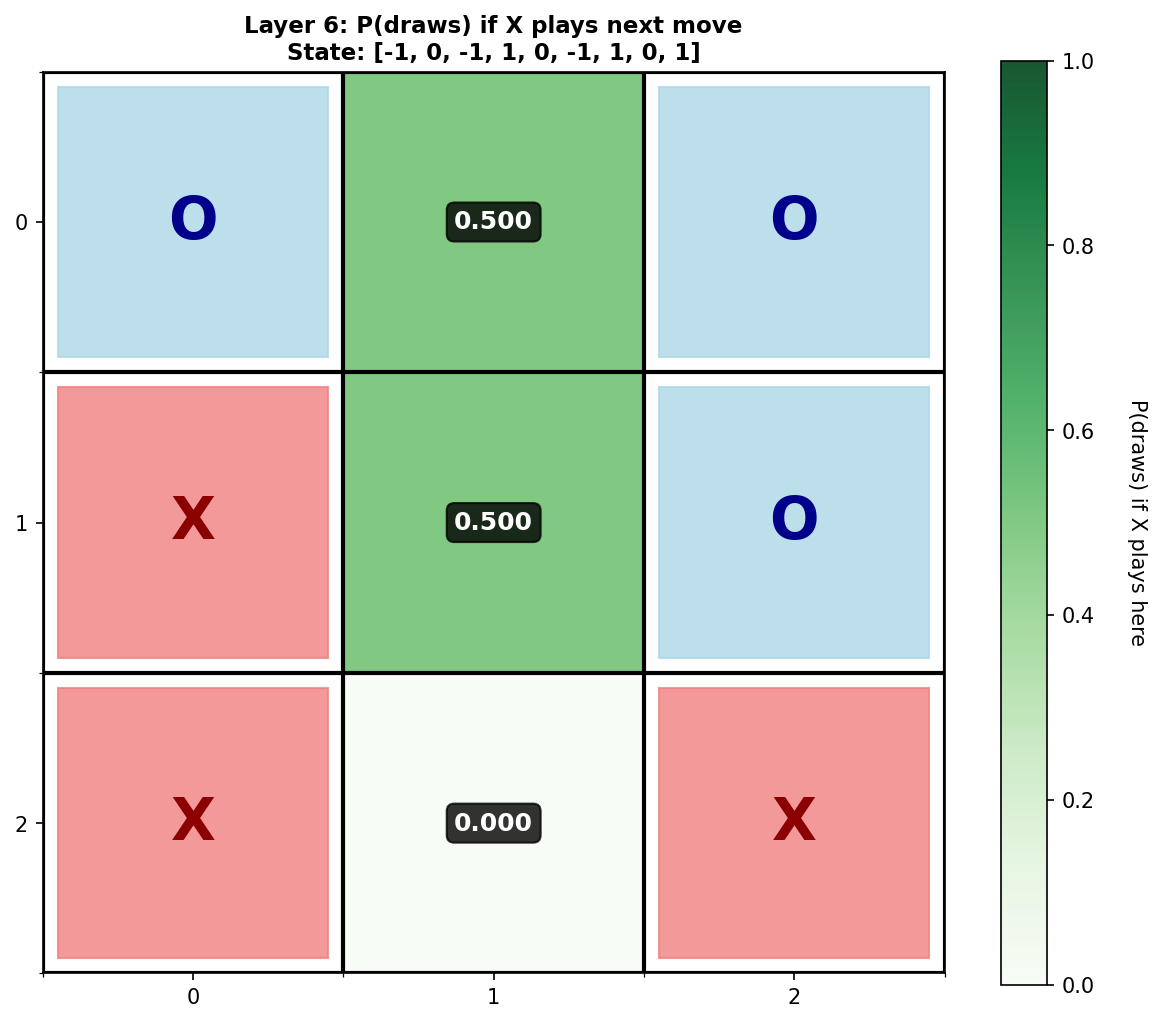 Layer 6: P(draws) if X plays next move
State: [-1, 0, -1, 1, 0, -1, 1, 0, 1]
O
0.500
O
0
X
0.500
O
1
X
0.000
X
2
0
1
2
1.0
0.8
0.6
0.4
0.2
0.0
P(draws) if X plays here